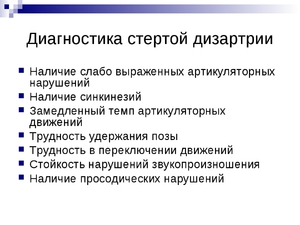 Диагностика стертой дизартрии
Наличие слабо выраженных артикуляторных
нарушений
Наличие синкинезий
Замедленный темп артикуляторных
движений
Трудность удержания позы
Трудность в переключении движений
Стойкость нарушений звукопроизношения
Наличие просодических нарушений